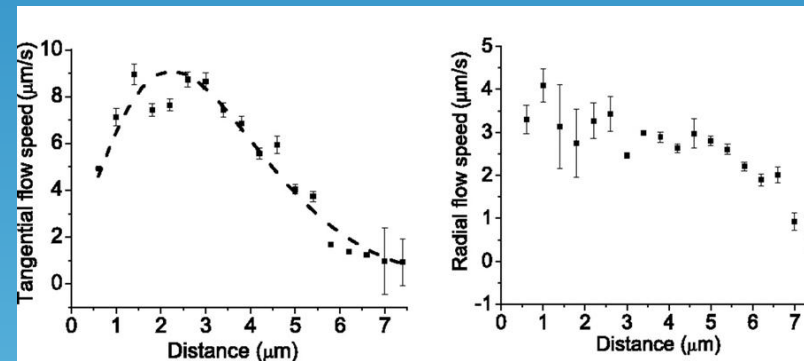 Tangential flow speed (μm/s)
10
8
6
4
2
0
0 1 2 3 4 5 6 7
Distance (μm)
Radial flow speed (μm/s)
5
4
3
2
1
0
-1
0 1 2 3 4 5 6 7
Distance (μm)